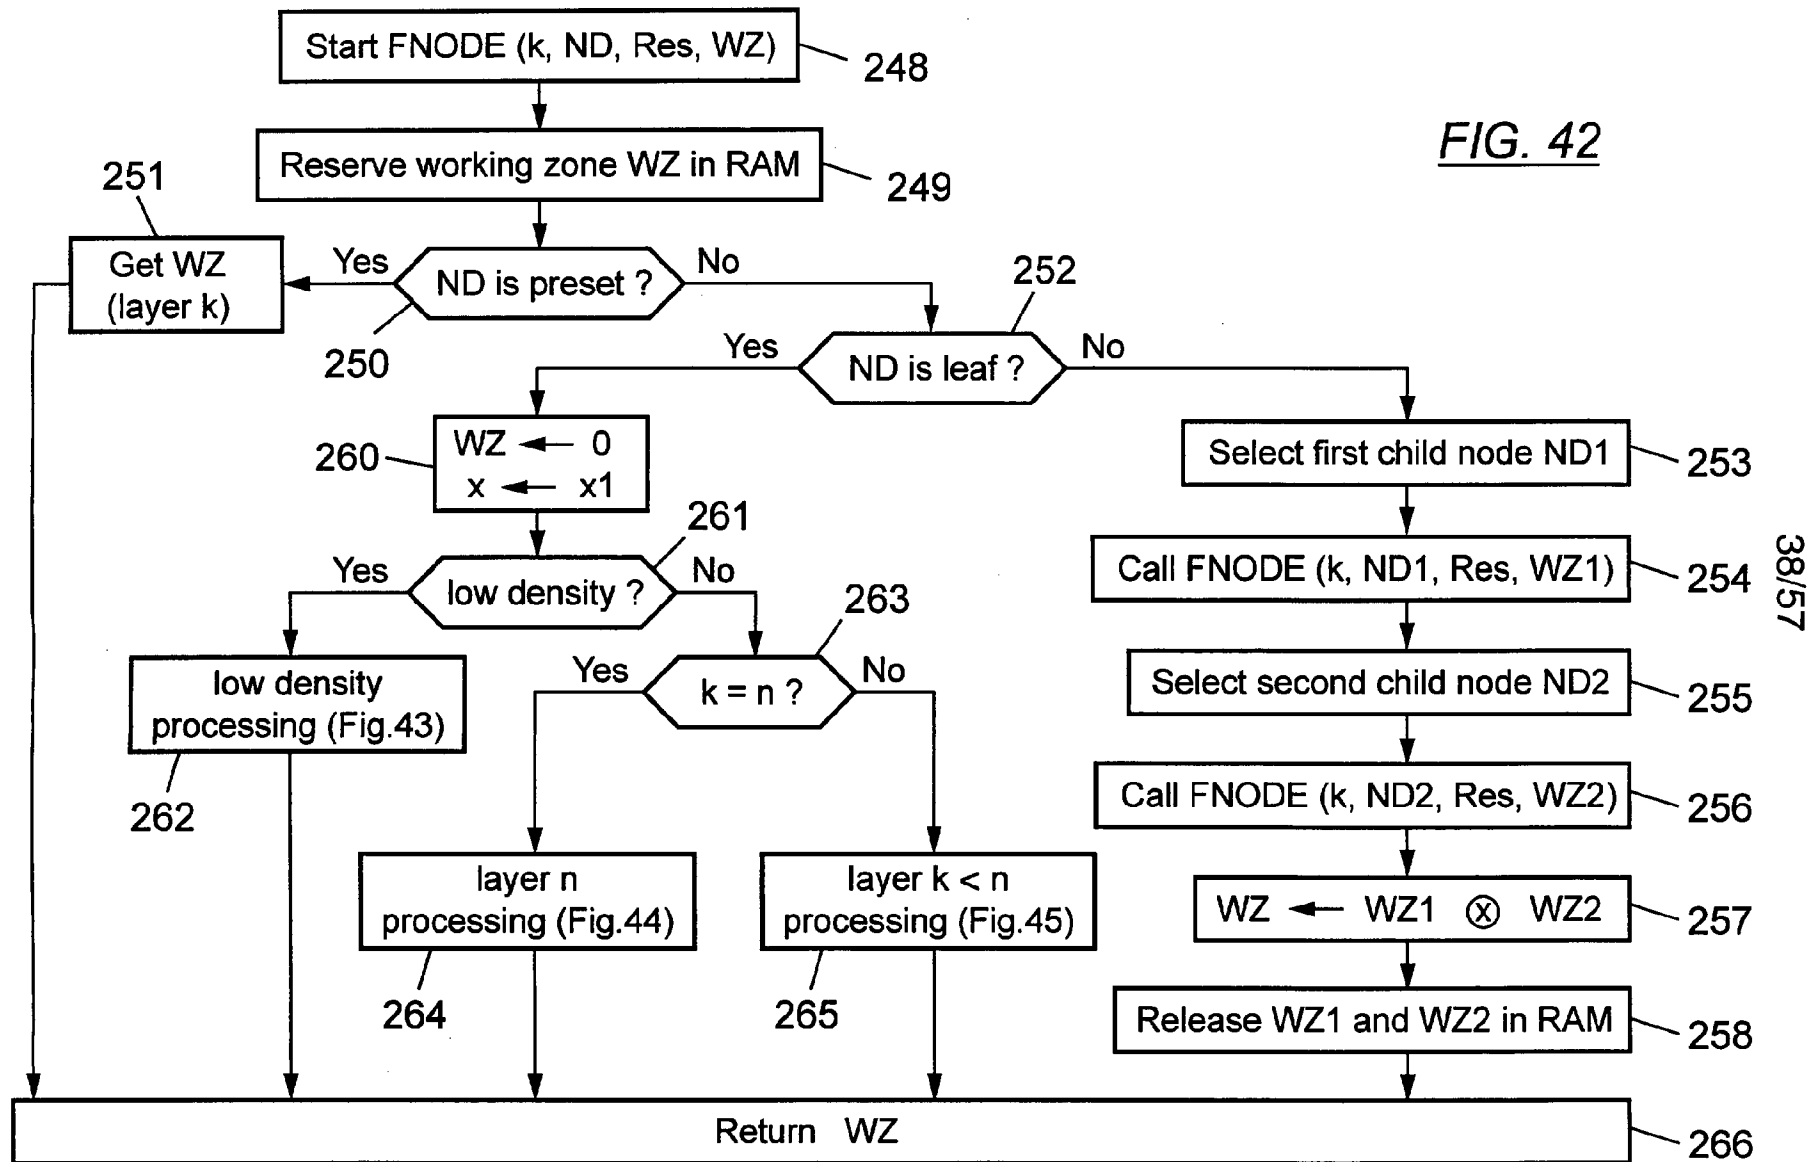 Start FNODE (k, ND, Res, WZ)
248
FIG. 42
Reserve working zone WZ in RAM
249
251
Get WZ
(layer k)
Yes
ND is preset ?
No
250
252
Yes
ND is leaf ?
No
260
WZ ← 0
x ← x1
Select first child node ND1
253
261
Yes
low density ?
No
Call FNODE (k, ND1, Res, WZ1)
254
38/57
263
low density
processing (Fig.43)
262
Yes
k = n ?
No
Select second child node ND2
255
Call FNODE (k, ND2, Res, WZ2)
256
layer n
processing (Fig.44)
264
layer k < n
processing (Fig.45)
265
WZ ← WZ1 ⊗ WZ2
257
Release WZ1 and WZ2 in RAM
258
Return WZ
266